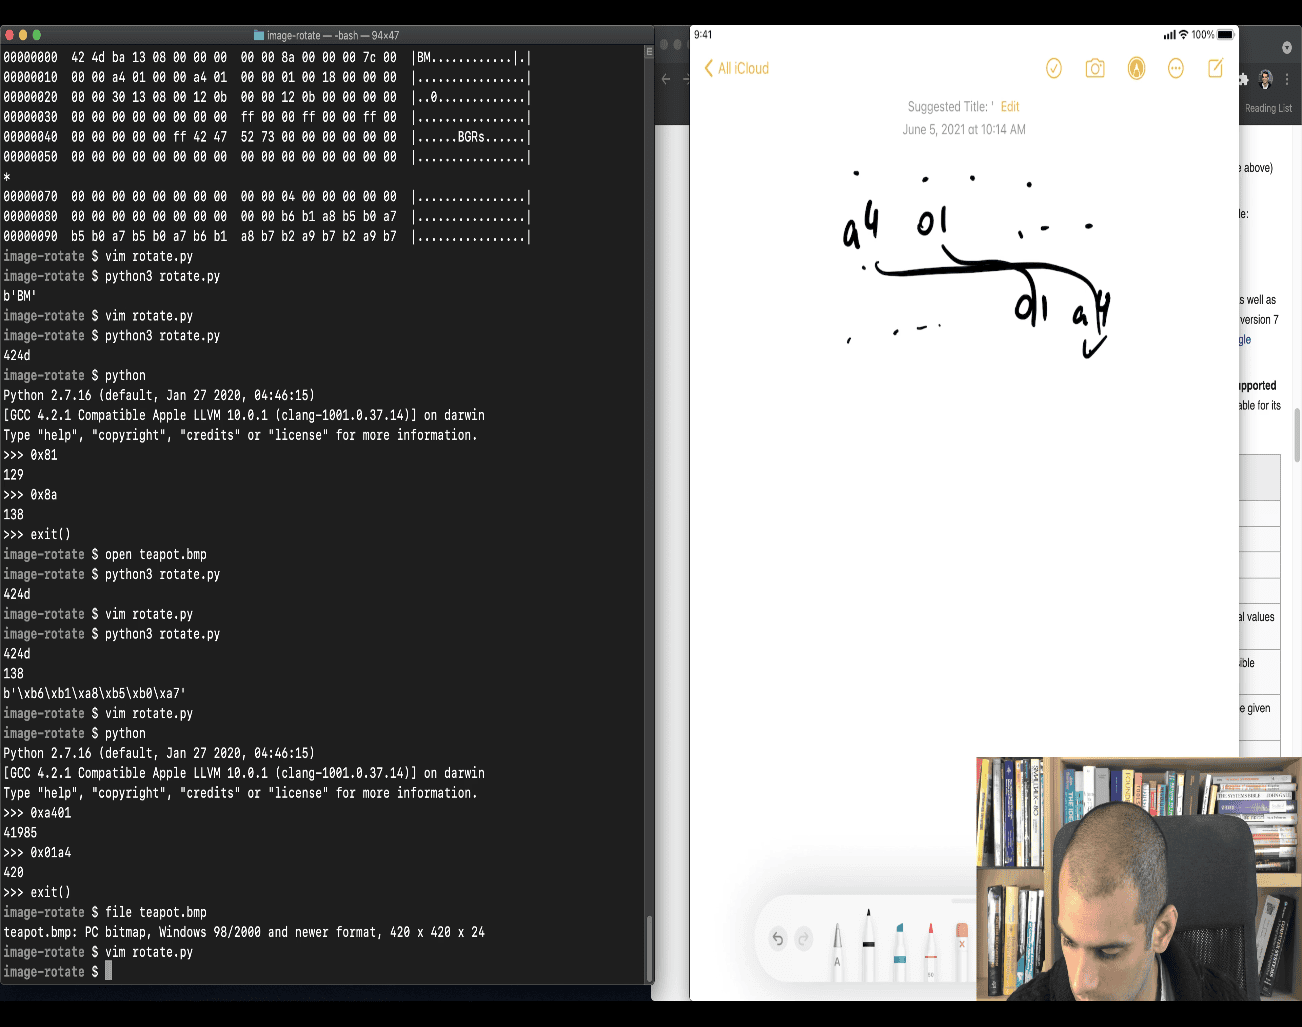 image-rotate — -bash — 94×47
00000000  42 4d ba 13 08 00 00 00  00 00 8a 00 00 00 7c 00  |BM............|.|
00000010  00 00 a4 01 00 00 a4 01  00 00 01 00 18 00 00 00  |................|
00000020  00 00 30 13 08 00 12 0b  00 00 12 0b 00 00 00 00  |..0.............|
00000030  00 00 00 00 00 00 00 00  ff 00 00 ff 00 00 ff 00  |................|
00000040  00 00 00 00 00 ff 42 47  52 73 00 00 00 00 00 00  |......BGRs......|
00000050  00 00 00 00 00 00 00 00  00 00 00 00 00 00 00 00  |................|
*
00000070  00 00 00 00 00 00 00 00  00 00 04 00 00 00 00 00  |................|
00000080  00 00 00 00 00 00 00 00  00 00 b6 b1 a8 b5 b0 a7  |................|
00000090  b5 b0 a7 b5 b0 a7 b6 b1  a8 b7 b2 a9 b7 b2 a9 b7  |................|
image-rotate $ vim rotate.py
image-rotate $ python3 rotate.py
b'BM'
image-rotate $ vim rotate.py
image-rotate $ python3 rotate.py
424d
image-rotate $ python
Python 2.7.16 (default, Jan 27 2020, 04:46:15)
[GCC 4.2.1 Compatible Apple LLVM 10.0.1 (clang-1001.0.37.14)] on darwin
Type "help", "copyright", "credits" or "license" for more information.
>>> 0x81
129
>>> 0x8a
138
>>> exit()
image-rotate $ open teapot.bmp
image-rotate $ python3 rotate.py
424d
image-rotate $ vim rotate.py
image-rotate $ python3 rotate.py
424d
138
b'\xb6\xb1\xa8\xb5\xb0\xa7'
image-rotate $ vim rotate.py
image-rotate $ python
Python 2.7.16 (default, Jan 27 2020, 04:46:15)
[GCC 4.2.1 Compatible Apple LLVM 10.0.1 (clang-1001.0.37.14)] on darwin
Type "help", "copyright", "credits" or "license" for more information.
>>> 0xa401
41985
>>> 0x01a4
420
>>> exit()
image-rotate $ file teapot.bmp
teapot.bmp: PC bitmap, Windows 98/2000 and newer format, 420 x 420 x 24
image-rotate $ vim rotate.py
image-rotate $
9:41
100%
All iCloud
Suggested Title: ' Edit
June 5, 2021 at 10:14 AM
a4 01
01 a4
Reading List
e above)
le:
s well as
version 7
gle
pported
able for its
al values
ible
e given